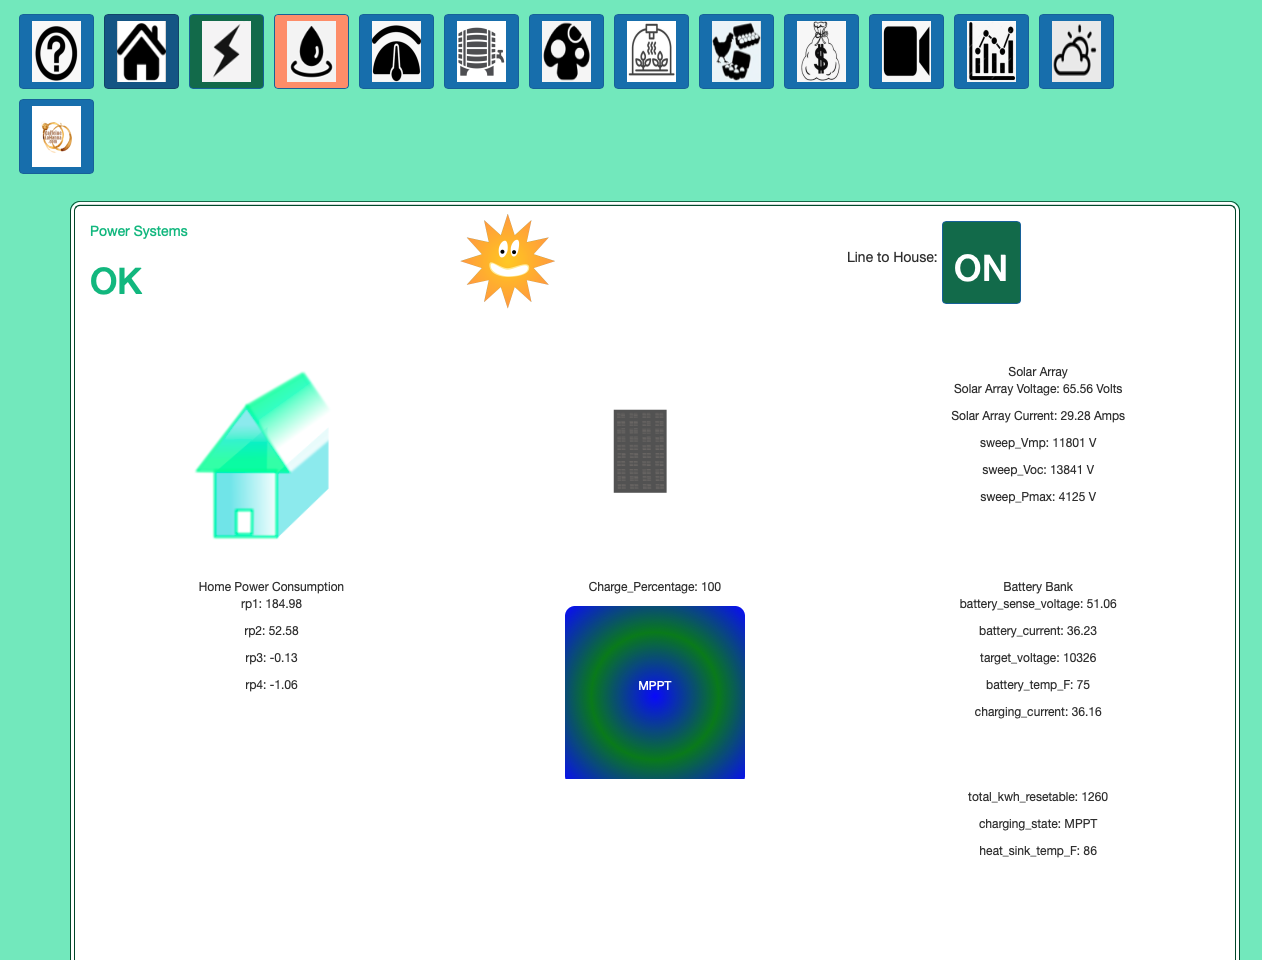 Power Systems
OK
Line to House:
ON
Solar Array
Solar Array Voltage: 65.56 Volts
Solar Array Current: 29.28 Amps
sweep_Vmp: 11801 V
sweep_Voc: 13841 V
sweep_Pmax: 4125 V
Home Power Consumption
rp1: 184.98
rp2: 52.58
rp3: -0.13
rp4: -1.06
Charge_Percentage: 100
MPPT
Battery Bank
battery_sense_voltage: 51.06
battery_current: 36.23
target_voltage: 10326
battery_temp_F: 75
charging_current: 36.16
total_kwh_resetable: 1260
charging_state: MPPT
heat_sink_temp_F: 86